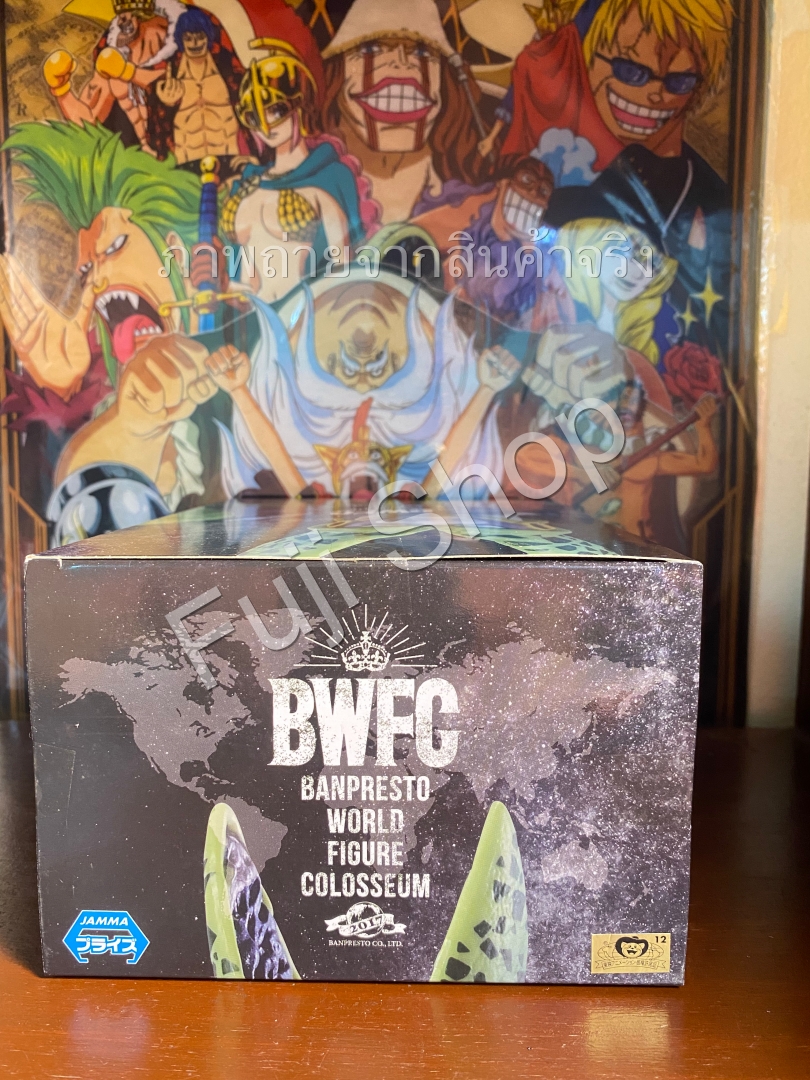 ภาพถ่ายจากสินค้าจริง
Fuji Shop
BWFC
BANPRESTO
WORLD
FIGURE
COLOSSEUM
2017
BANPRESTO CO., LTD.
JAMMA
プライズ
12